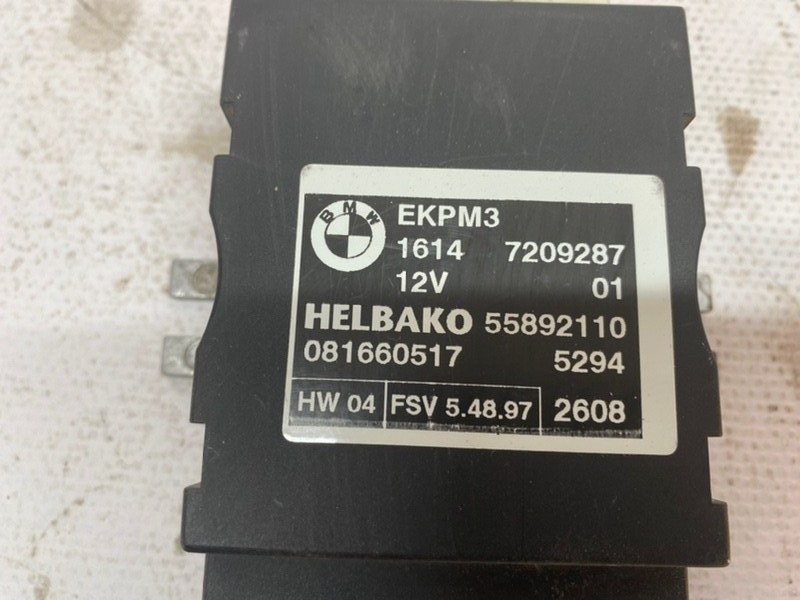 BMW
EKPM3
1614 7209287
12V 01
HELBAKO 55892110
081660517 5294
HW 04 FSV 5.48.97 2608